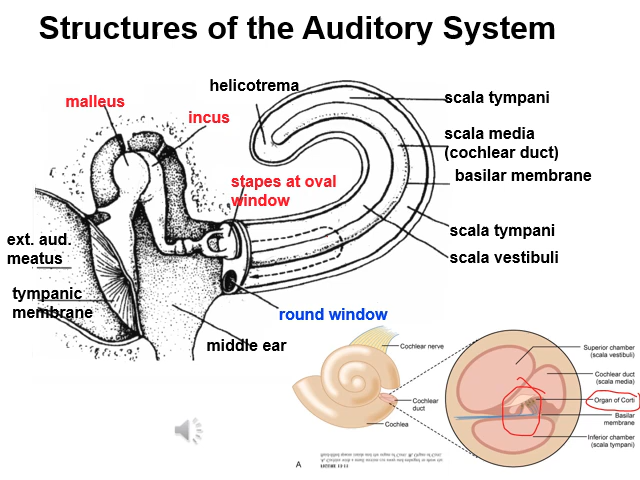 Structures of the Auditory System
helicotrema
malleus
incus
scala tympani
scala media
(cochlear duct)
basilar membrane
stapes at oval
window
scala tympani
scala vestibuli
ext. aud.
meatus
tympanic
membrane
round window
middle ear
Cochlear nerve
Cochlear
duct
Cochlea
Superior chamber
(scala vestibuli)
Cochlear duct
(scala media)
Organ of Corti
Basilar
membrane
Inferior chamber
(scala tympani)
A